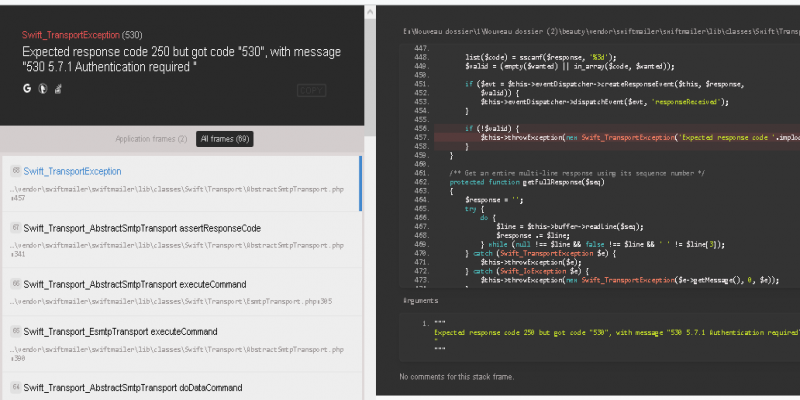 Swift_TransportException (530)
Expected response code 250 but got code "530", with message
"530 5.7.1 Authentication required "
COPY
Application frames (2) All frames (69)
68 Swift_TransportException
…\vendor\swiftmailer\swiftmailer\lib\classes\Swift\Transport\AbstractSmtpTransport.php
:457
67 Swift_Transport_AbstractSmtpTransport assertResponseCode
…\vendor\swiftmailer\swiftmailer\lib\classes\Swift\Transport\AbstractSmtpTransport.php
:341
66 Swift_Transport_AbstractSmtpTransport executeCommand
…\vendor\swiftmailer\swiftmailer\lib\classes\Swift\Transport\EsmtpTransport.php:305
65 Swift_Transport_EsmtpTransport executeCommand
…\vendor\swiftmailer\swiftmailer\lib\classes\Swift\Transport\AbstractSmtpTransport.php
:390
64 Swift_Transport_AbstractSmtpTransport doDataCommand
E:\Nouveau dossier\1\Nouveau dossier (2)\beauty\vendor\swiftmailer\swiftmailer\lib\classes\Swift\Transp
447.
448. list($code) = sscanf($response, '%3d');
449. $valid = (empty($wanted) || in_array($code, $wanted));
450.
451. if ($evt = $this->eventDispatcher->createResponseEvent($this, $response,
452. $valid)) {
453. $this->eventDispatcher->dispatchEvent($evt, 'responseReceived');
454. }
455.
456. if (!$valid) {
457. $this->throwException(new Swift_TransportException('Expected response code '.implod
458. }
459. }
460.
461. /** Get an entire multi-line response using its sequence number */
462. protected function getFullResponse($seq)
463. {
464. $response = '';
465. try {
466. do {
467. $line = $this->buffer->readLine($seq);
468. $response .= $line;
469. } while (null !== $line && false !== $line && ' ' != $line[3]);
470. } catch (Swift_TransportException $e) {
471. $this->throwException($e);
472. } catch (Swift_IoException $e) {
473. $this->throwException(new Swift_TransportException($e->getMessage(), 0, $e));
Arguments
1. """
Expected response code 250 but got code "530", with message "530 5.7.1 Authentication required
"
"""
No comments for this stack frame.